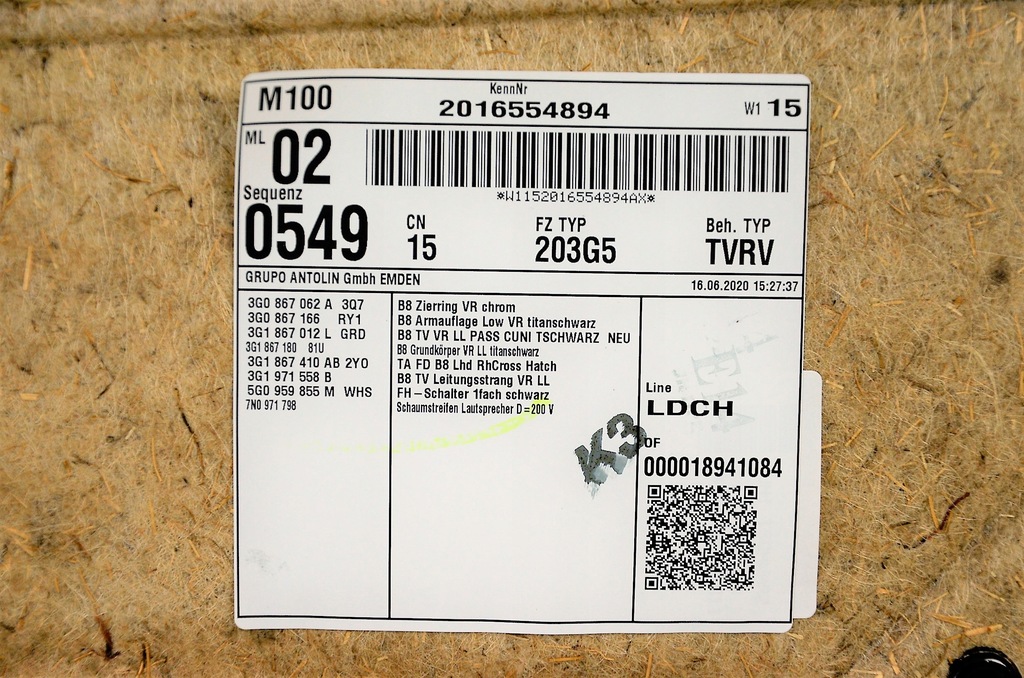 M100
KennNr
2016554894
W1 15
ML 02
*W1152016554894AX*
Sequenz
0549
CN
15
FZ TYP
203G5
Beh. TYP
TVRV
GRUPO ANTOLIN Gmbh EMDEN
16.06.2020 15:27:37
3G0 867 062 A 3Q7
3G0 867 166 RY1
3G1 867 012 L GRD
3G1 867 180 81U
3G1 867 410 AB 2Y0
3G1 971 558 B
5G0 959 855 M WHS
7N0 971 798
B8 Zierring VR chrom
B8 Armauflage Low VR titanschwarz
B8 TV VR LL PASS CUNI TSCHWARZ NEU
B8 Grundkörper VR LL titanschwarz
TA FD B8 Lhd RhCross Hatch
B8 TV Leitungsstrang VR LL
FH-Schalter 1fach schwarz
Schaumstreifen Lautsprecher D=200 V
K3
Line
LDCH
OF
000018941084